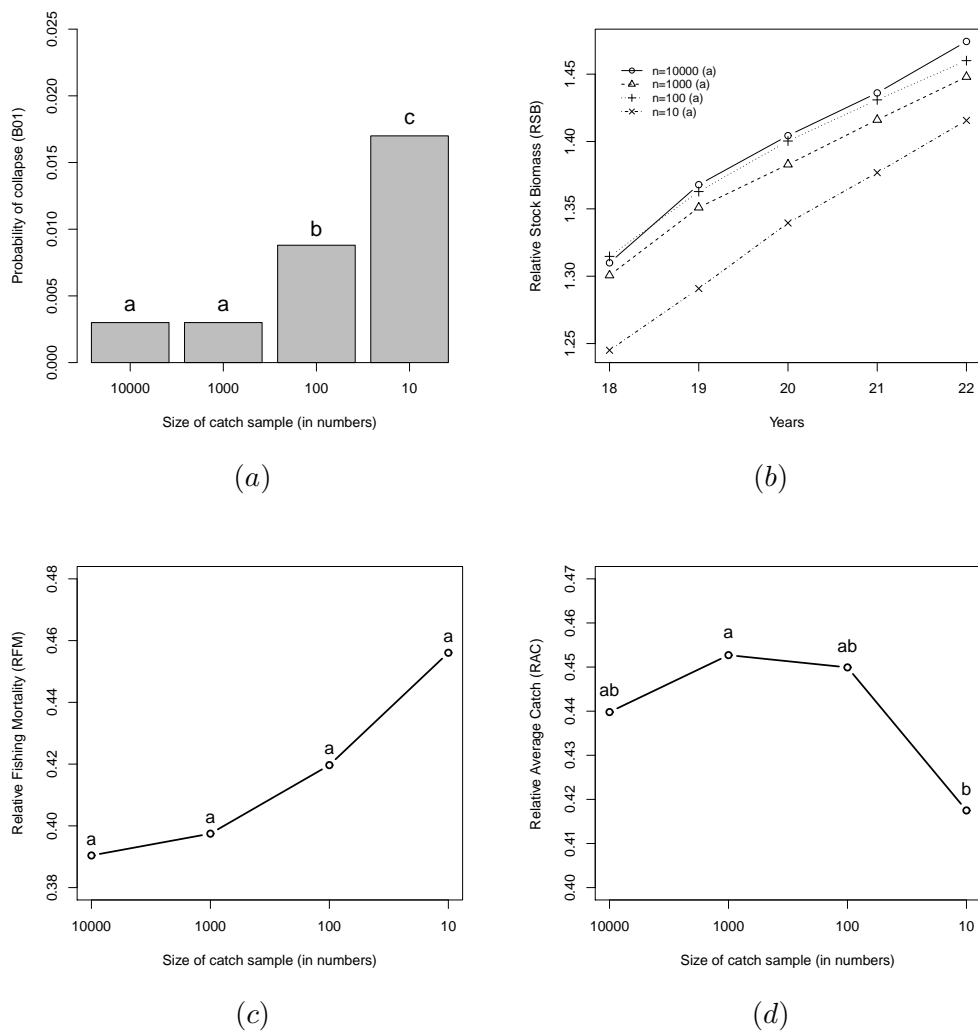 0.000 0.005 0.010 0.015 0.020 0.025
Probability of collapse (B01)
a a b c
10000 1000 100 10
Size of catch sample (in numbers)
(a)
1.25 1.30 1.35 1.40 1.45
Relative Stock Biomass (RSB)
n=10000 (a)
n=1000 (a)
n=100 (a)
n=10 (a)
18 19 20 21 22
Years
(b)
0.38 0.40 0.42 0.44 0.46 0.48
Relative Fishing Mortality (RFM)
a a a a
10000 1000 100 10
Size of catch sample (in numbers)
(c)
0.40 0.41 0.42 0.43 0.44 0.45 0.46 0.47
Relative Average Catch (RAC)
ab a ab b
10000 1000 100 10
Size of catch sample (in numbers)
(d)